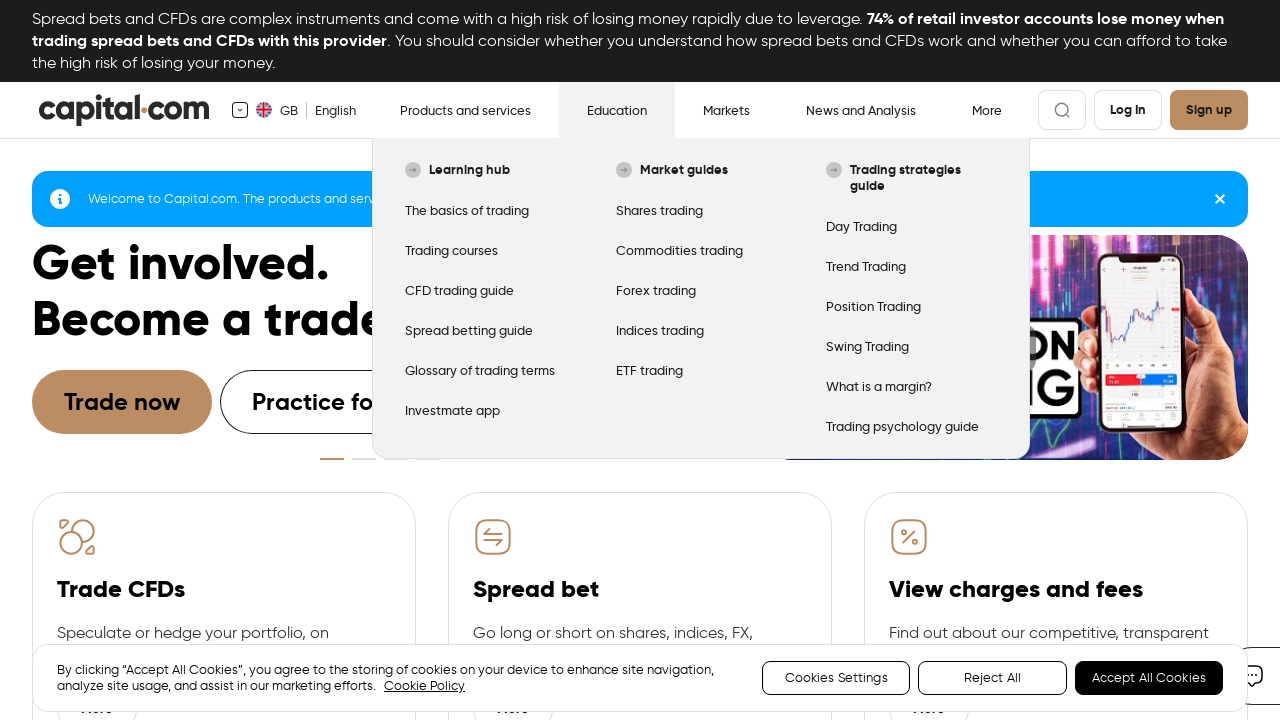 Spread bets and CFDs are complex instruments and come with a high risk of losing money rapidly due to leverage. 74% of retail investor accounts lose money when
trading spread bets and CFDs with this provider. You should consider whether you understand how spread bets and CFDs work and whether you can afford to take
the high risk of losing your money.
capital.com
GB
English
Products and services
Education
Markets
News and Analysis
More
Log In
Sign up
Learning hub
The basics of trading
Trading courses
CFD trading guide
Spread betting guide
Glossary of trading terms
Investmate app
Market guides
Shares trading
Commodities trading
Forex trading
Indices trading
ETF trading
Trading strategies
guide
Day Trading
Trend Trading
Position Trading
Swing Trading
What is a margin?
Trading psychology guide
Welcome to Capital.com. The products and serv
Get involved.
Become a trade
Trade now
Practice fo
Trade CFDs
Speculate or hedge your portfolio, on
Spread bet
Go long or short on shares, indices, FX,
View charges and fees
Find out about our competitive, transparent
By clicking “Accept All Cookies”, you agree to the storing of cookies on your device to enhance site navigation,
analyze site usage, and assist in our marketing efforts. Cookie Policy
Cookies Settings
Reject All
Accept All Cookies